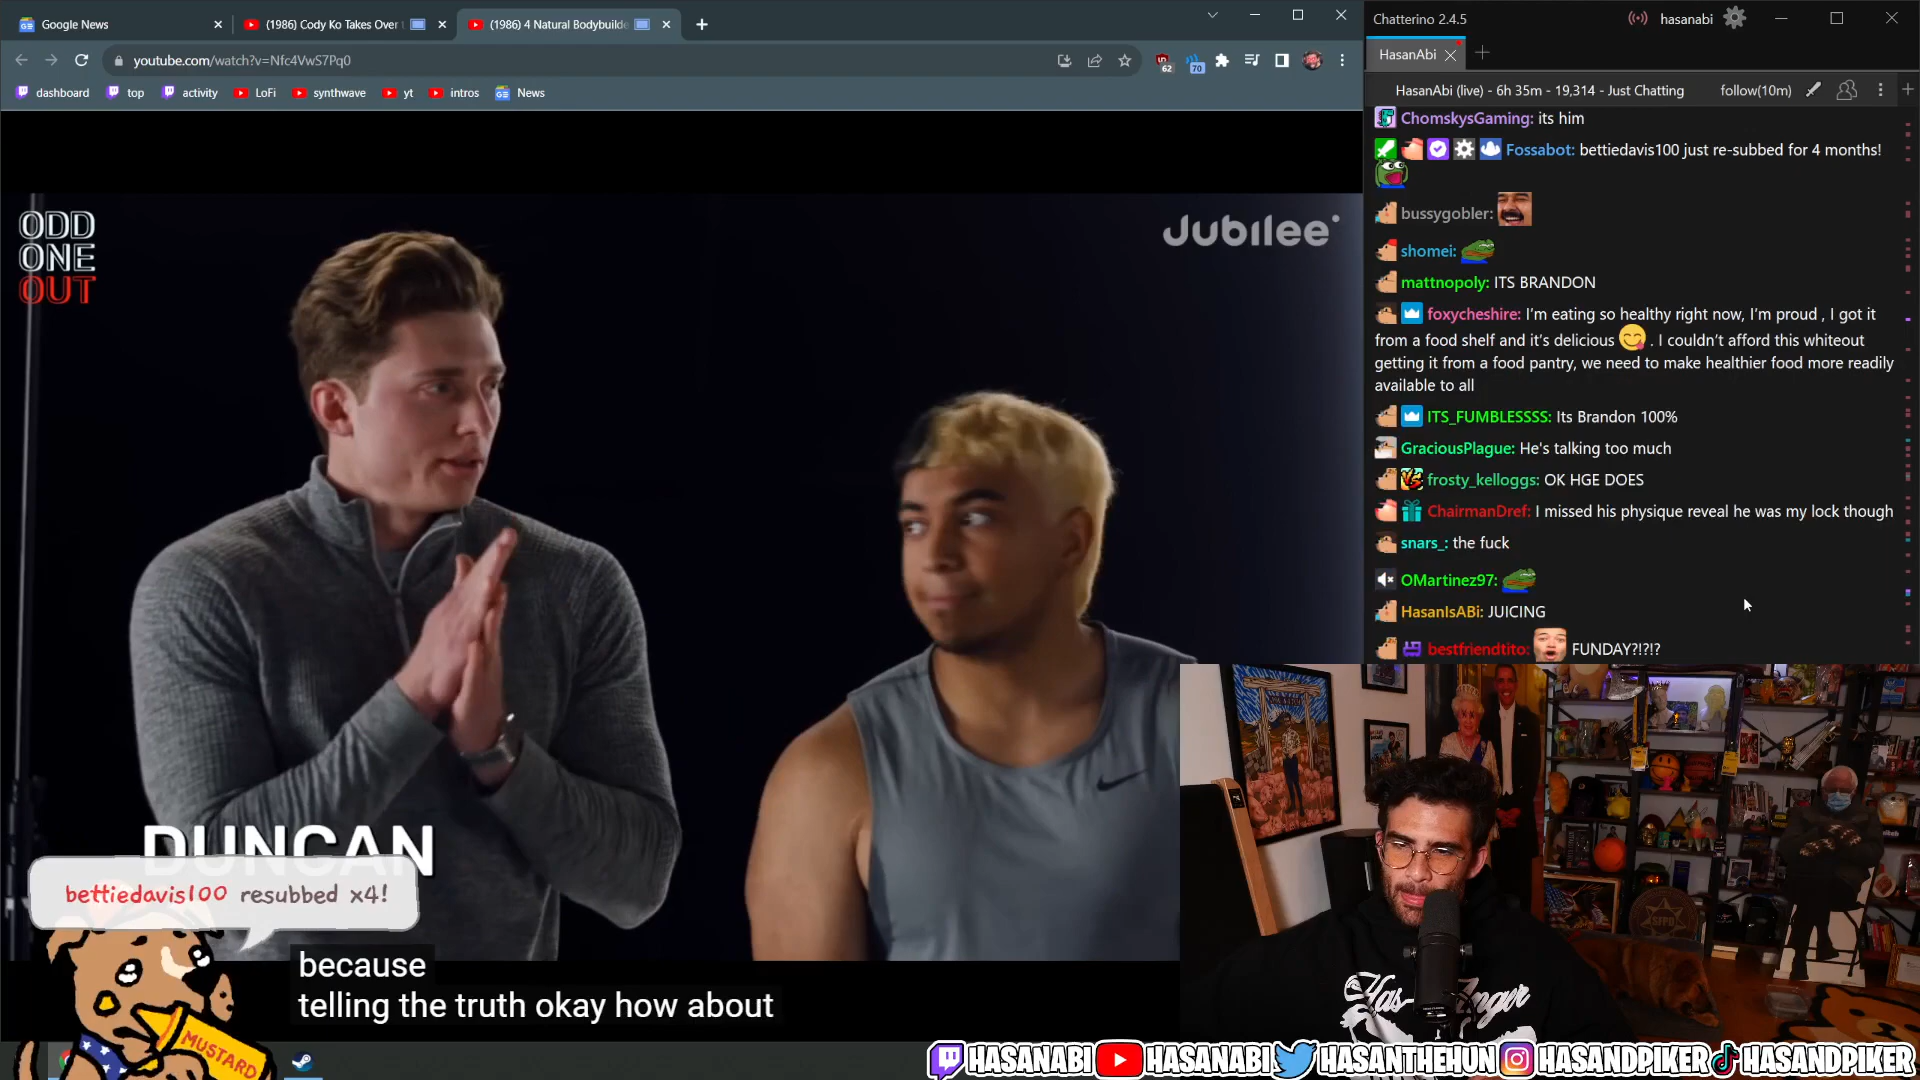 Google News
(1986) Cody Ko Takes Over
(1986) 4 Natural Bodybuilde
youtube.com/watch?v=Nfc4VwS7Pq0
62
70
dashboard
top
activity
LoFi
synthwave
yt
intros
News
ODD
ONE
OUT
Jubilee
DUNCAN
bettiedavis100 resubbed x4!
because
telling the truth okay how about
MUSTARD
Chatterino 2.4.5
hasanabi
HasanAbi
HasanAbi (live) - 6h 35m - 19,314 - Just Chatting
follow(10m)
ChomskysGaming: its him
Fossabot: bettiedavis100 just re-subbed for 4 months!
bussygobler:
shomei:
mattnopoly: ITS BRANDON
foxycheshire: I'm eating so healthy right now, I'm proud , I got it
from a food shelf and it's delicious . I couldn't afford this whiteout
getting it from a food pantry, we need to make healthier food more readily
available to all
ITS_FUMBLESSSS: Its Brandon 100%
GraciousPlague: He's talking too much
frosty_kelloggs: OK HGE DOES
ChairmanDref: I missed his physique reveal he was my lock though
snars_: the fuck
OMartinez97:
HasanIsABi: JUICING
bestfriendtito: FUNDAY?!?!?
SFPD
HASANABI HASANABI HASANTHEHUN HASANDPIKER HASANDPIKER